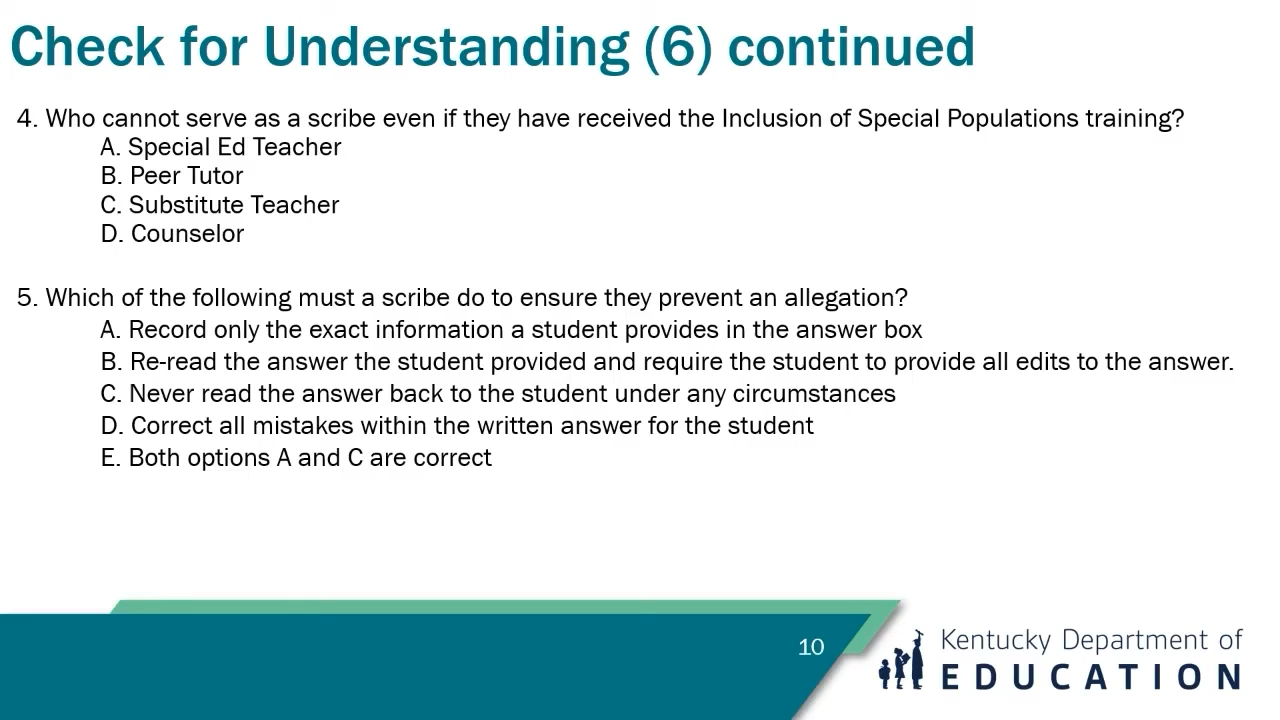 Check for Understanding (6) continued
4. Who cannot serve as a scribe even if they have received the Inclusion of Special Populations training?
A. Special Ed Teacher
B. Peer Tutor
C. Substitute Teacher
D. Counselor
5. Which of the following must a scribe do to ensure they prevent an allegation?
A. Record only the exact information a student provides in the answer box
B. Re-read the answer the student provided and require the student to provide all edits to the answer.
C. Never read the answer back to the student under any circumstances
D. Correct all mistakes within the written answer for the student
E. Both options A and C are correct
10
Kentucky Department of
EDUCATION